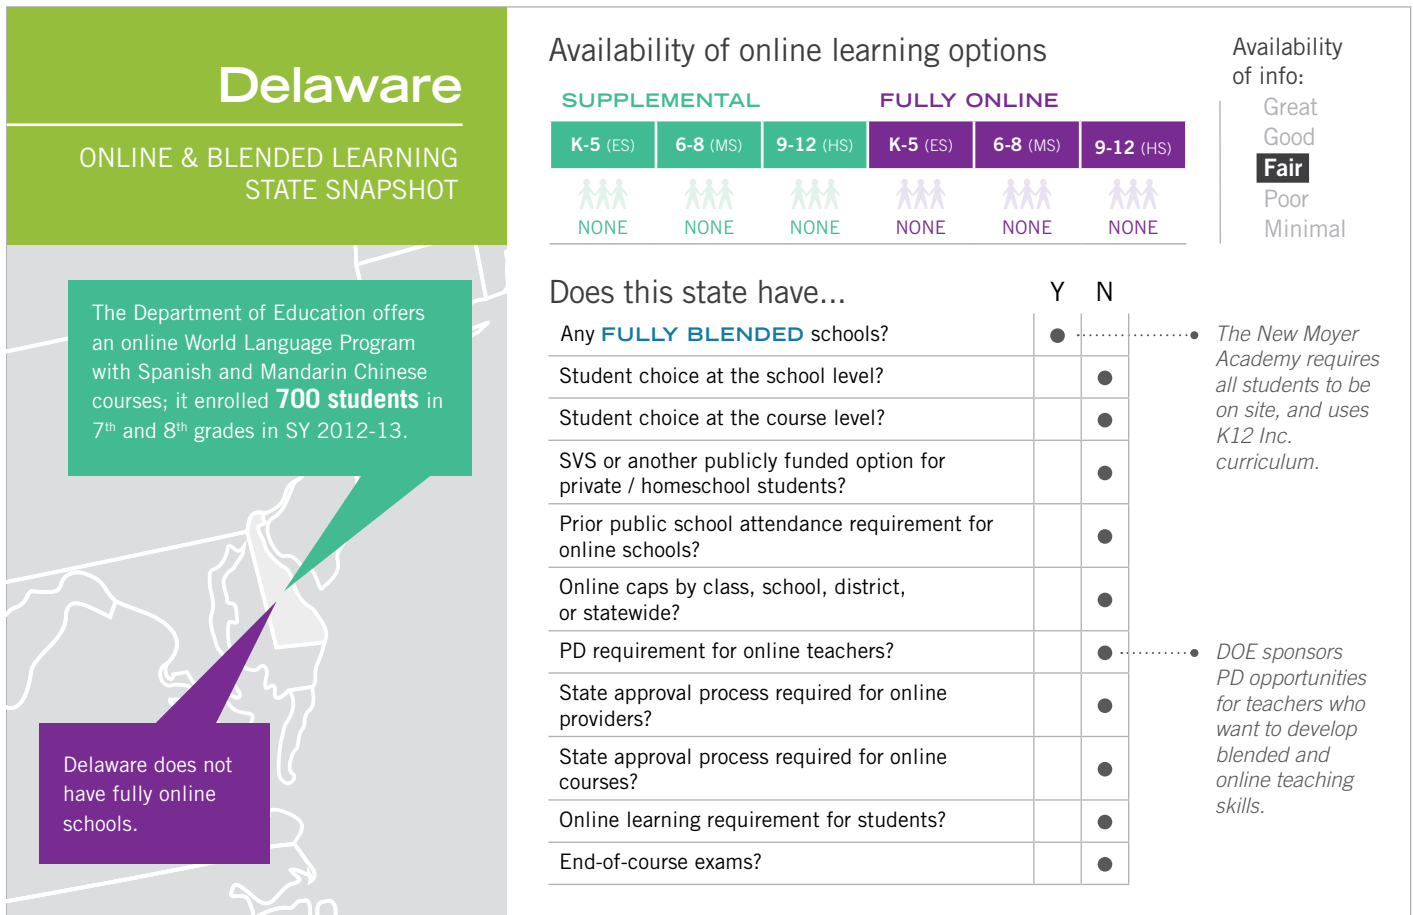 Delaware
ONLINE & BLENDED LEARNING
STATE SNAPSHOT
The Department of Education offers
an online World Language Program
with Spanish and Mandarin Chinese
courses; it enrolled 700 students in
7th and 8th grades in SY 2012-13.
Delaware does not
have fully online
schools.
Availability of online learning options
SUPPLEMENTAL FULLY ONLINE
K-5 (ES) 6-8 (MS) 9-12 (HS) K-5 (ES) 6-8 (MS) 9-12 (HS)
NONE NONE NONE NONE NONE NONE
Availability
of info:
Great
Good
Fair
Poor
Minimal
Does this state have... Y N
Any FULLY BLENDED schools?
Student choice at the school level?
Student choice at the course level?
SVS or another publicly funded option for
private / homeschool students?
Prior public school attendance requirement for
online schools?
Online caps by class, school, district,
or statewide?
PD requirement for online teachers?
State approval process required for online
providers?
State approval process required for online
courses?
Online learning requirement for students?
End-of-course exams?
The New Moyer
Academy requires
all students to be
on site, and uses
K12 Inc.
curriculum.
DOE sponsors
PD opportunities
for teachers who
want to develop
blended and
online teaching
skills.